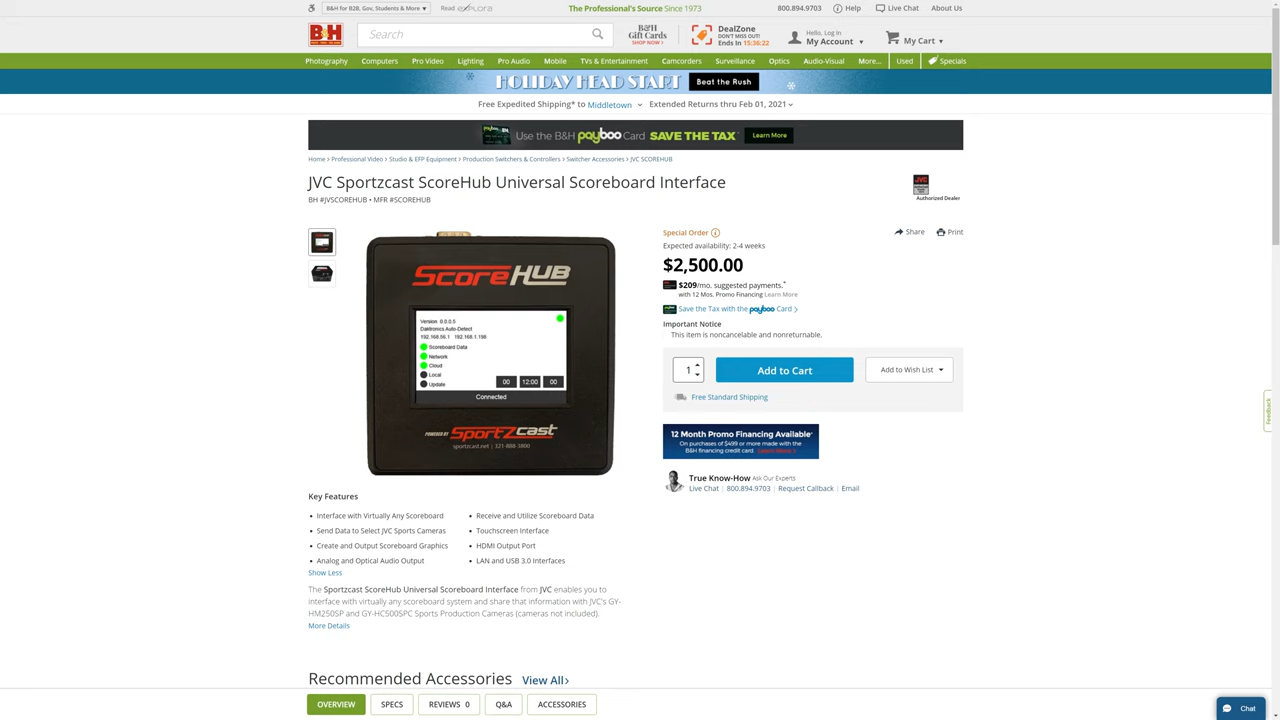 B&H for B2B, Gov, Students & More
Read eXPLORA
The Professional's Source Since 1973
800.894.9703
Help
Live Chat
About Us
B&H
Search
B&H
Gift Cards
SHOP NOW >
DealZone
DON'T MISS OUT!
Ends In 15:36:22
Hello, Log In
My Account
My Cart
Photography Computers Pro Video Lighting Pro Audio Mobile TVs & Entertainment Camcorders Surveillance Optics Audio-Visual More... Used Specials
HOLIDAY HEAD START Beat the Rush
Free Expedited Shipping* to Middletown Extended Returns thru Feb 01, 2021
Use the B&H payboo Card SAVE THE TAX Learn More
Home › Professional Video › Studio & EFP Equipment › Production Switchers & Controllers › Switcher Accessories › JVC SCOREHUB
JVC Sportzcast ScoreHub Universal Scoreboard Interface
BH #JVSCOREHUB • MFR #SCOREHUB
JVC
Authorized Dealer
SCOREHUB
Version 0.0.0.5
Daktronics Auto-Detect
192.168.56.1 192.168.1.198
Scoreboard Data
Network
Cloud
Local
Update
00 12:00 00
Connected
POWERED BY SPORTZCAST
sportzcast.net | 321-888-3800
Special Order
Share
Print
Expected availability: 2-4 weeks
$2,500.00
$209/mo. suggested payments.*
with 12 Mos. Promo Financing Learn More
Save the Tax with the payboo Card >
Important Notice
This item is noncancelable and nonreturnable.
1
Add to Cart
Add to Wish List
Free Standard Shipping
12 Month Promo Financing Available*
On purchases of $499 or more made with the
B&H financing credit card. Learn More >
True Know-How Ask Our Experts
Live Chat | 800.894.9703 | Request Callback | Email
Feedback
Key Features
• Interface with Virtually Any Scoreboard
• Send Data to Select JVC Sports Cameras
• Create and Output Scoreboard Graphics
• Analog and Optical Audio Output
• Receive and Utilize Scoreboard Data
• Touchscreen Interface
• HDMI Output Port
• LAN and USB 3.0 Interfaces
Show Less
The Sportzcast ScoreHub Universal Scoreboard Interface from JVC enables you to
interface with virtually any scoreboard system and share that information with JVC's GY-
HM250SP and GY-HC500SPC Sports Production Cameras (cameras not included).
More Details
Recommended Accessories View All›
OVERVIEW
SPECS
REVIEWS 0
Q&A
ACCESSORIES
Chat